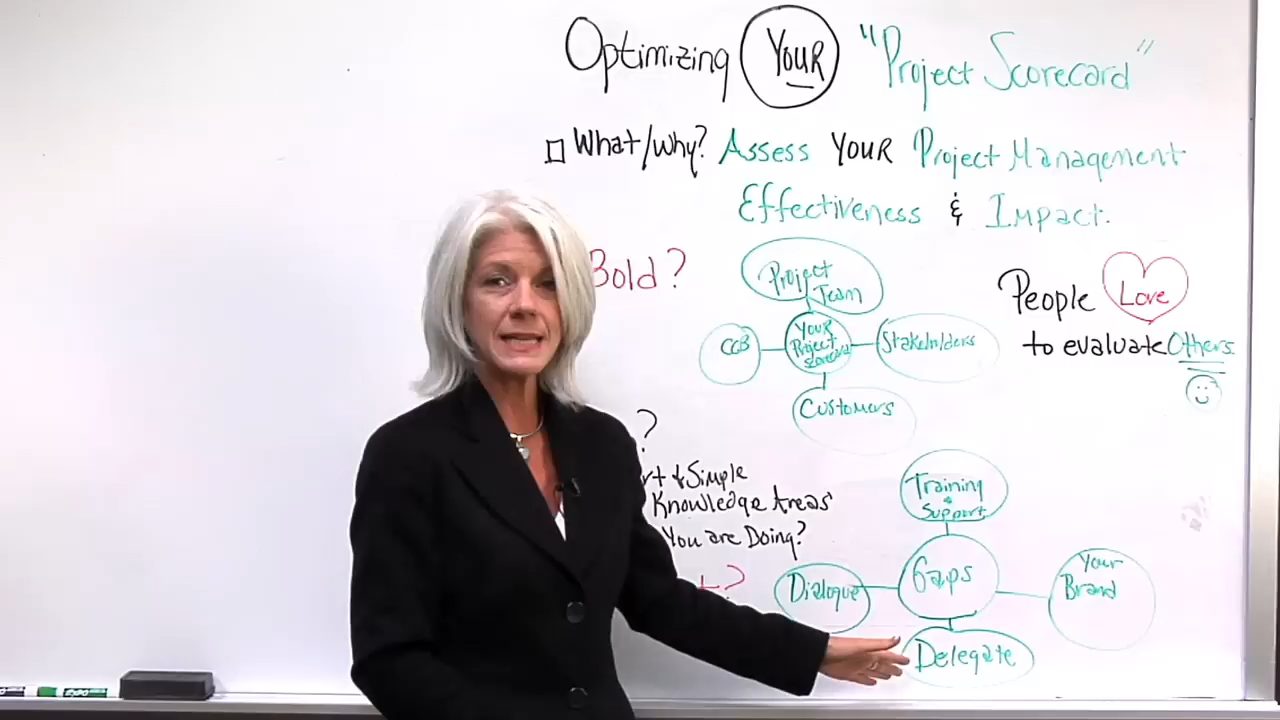 Optimizing YOUR "Project Scorecard"
What/Why? Assess YOUR Project Management
Effectiveness & Impact.
Bold?
Project
Team
CCB
YOUR
Project
Scorecard
Stakeholders
Customers
People Love
to evaluate Others
?
& Simple
Knowledge Areas
You are Doing?
?
Training
&
Support
Dialogue
Gaps
Your
Brand
Delegate
EXPO